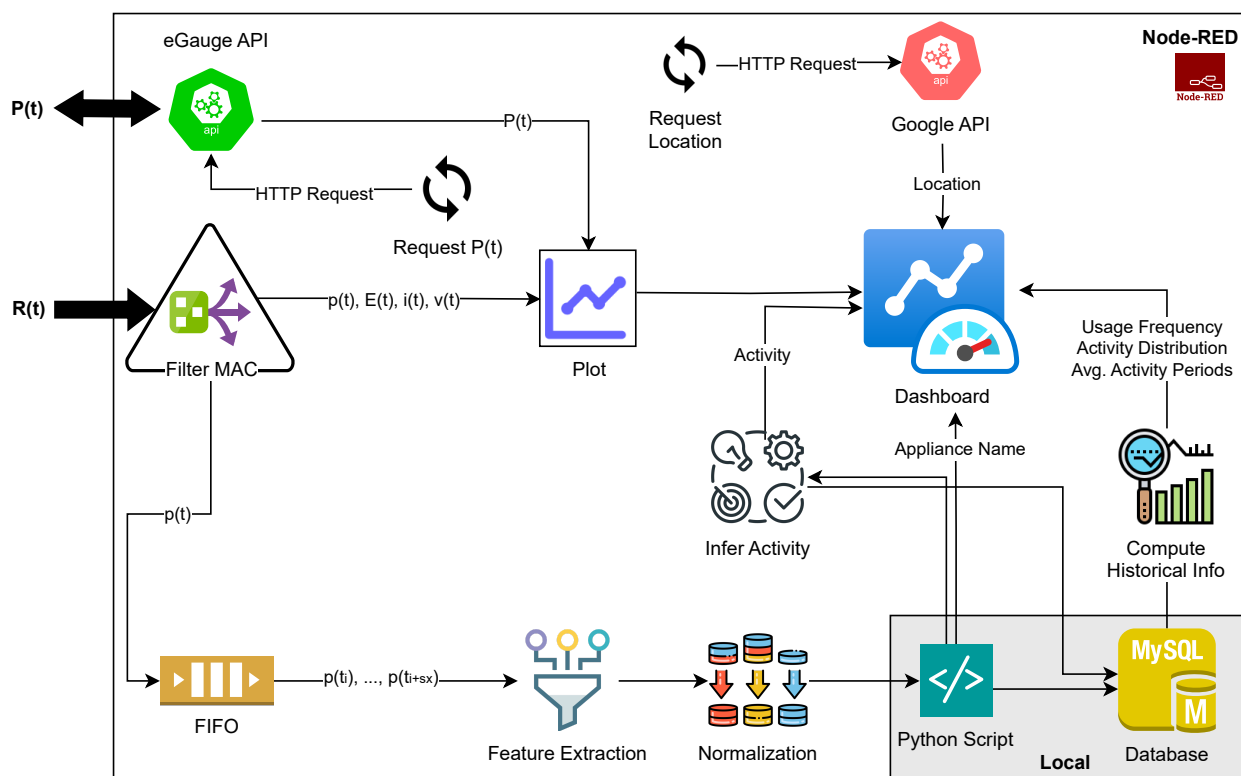 eGauge API
Node-RED
Node-RED
P(t)
api
HTTP Request
api
Request
Location
Google API
P(t)
HTTP Request
Location
Request P(t)
R(t)
p(t), E(t), i(t), v(t)
Filter MAC
Plot
Activity
Dashboard
Usage Frequency
Activity Distribution
Avg. Activity Periods
Appliance Name
p(t)
Infer Activity
Compute
Historical Info
p(ti), ..., p(ti+sx)
FIFO
Feature Extraction
Normalization
</>
Python Script
MySQL
M
Database
Local